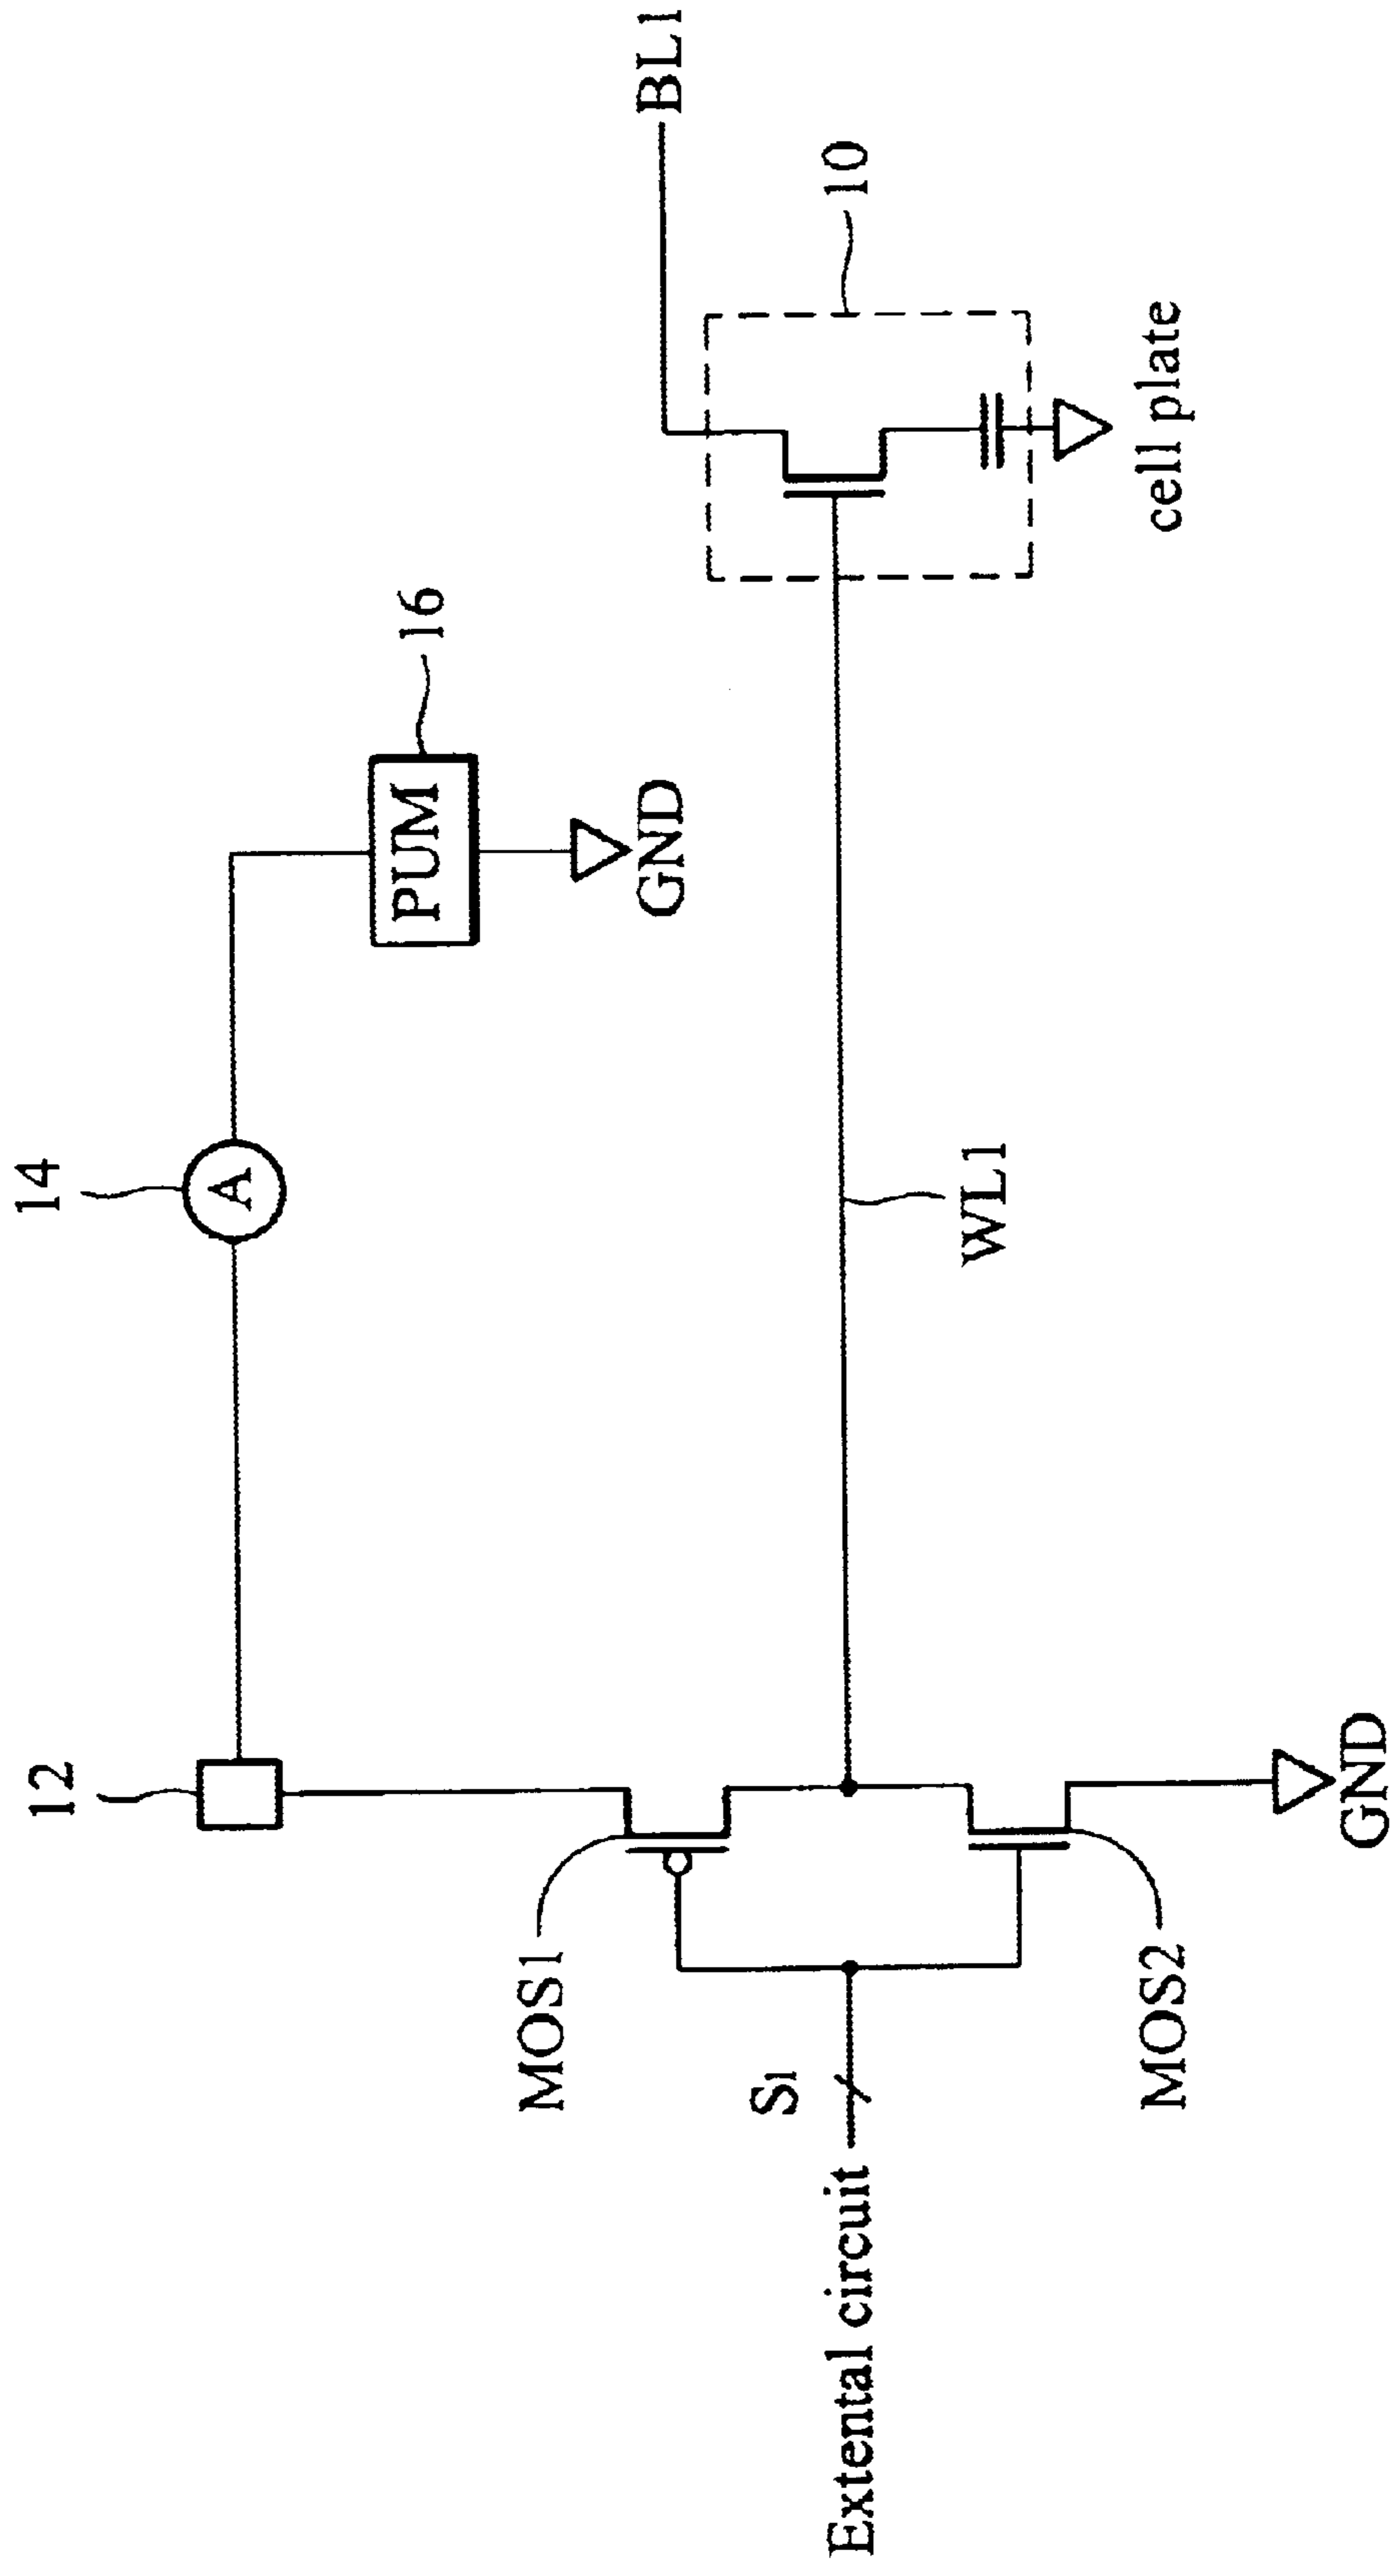 12
14
A
PUM
16
GND
BL1
10
cell plate
WL1
MOS1
S1
Extental circuit
MOS2
GND